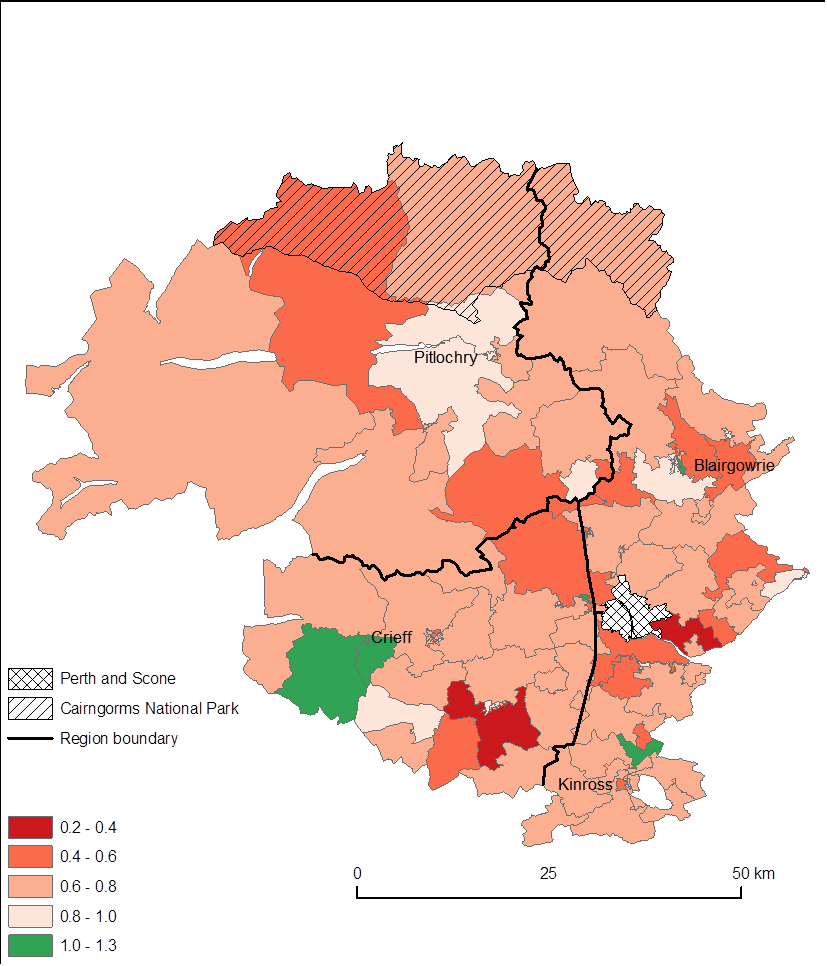 Pitlochry
Blairgowrie
Crieff
Perth and Scone
Cairngorms National Park
Region boundary
Kinross
0.2 - 0.4
0.4 - 0.6
0.6 - 0.8
0.8 - 1.0
1.0 - 1.3
0 25 50 km